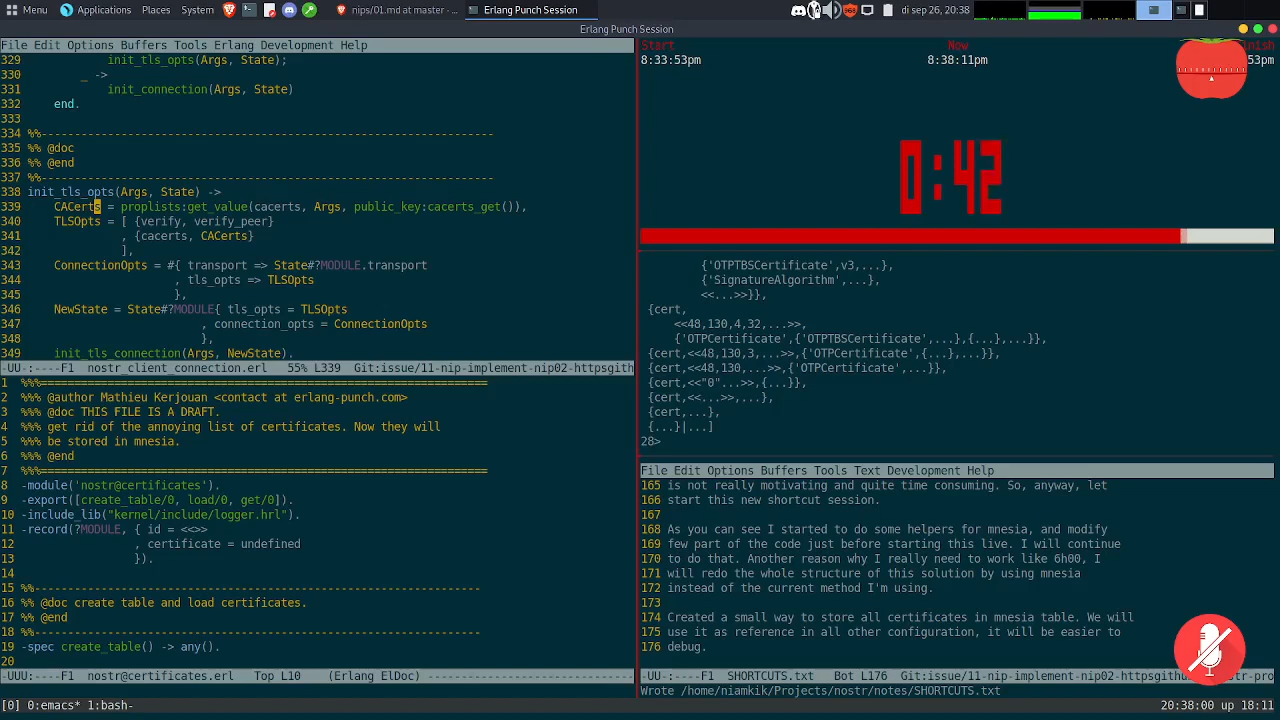 Menu Applications Places System nips/01.md at master - ... Erlang Punch Session di sep 26, 20:38
Erlang Punch Session
File Edit Options Buffers Tools Erlang Development Help
329 init_tls_opts(Args, State);
330 _ ->
331 init_connection(Args, State)
332 end.
333
334 %%--------------------------------------------------------------------
335 %% @doc
336 %% @end
337 %%--------------------------------------------------------------------
338 init_tls_opts(Args, State) ->
339 CACerts = proplists:get_value(cacerts, Args, public_key:cacerts_get()),
340 TLSOpts = [ {verify, verify_peer}
341 , {cacerts, CACerts}
342 ],
343 ConnectionOpts = #{ transport => State#?MODULE.transport
344 , tls_opts => TLSOpts
345 },
346 NewState = State#?MODULE{ tls_opts = TLSOpts
347 , connection_opts = ConnectionOpts
348 },
349 init_tls_connection(Args, NewState).
-UU-:----F1 nostr_client_connection.erl 55% L339 Git:issue/11-nip-implement-nip02-httpsgith
1 %%%===================================================================
2 %%% @author Mathieu Kerjouan <contact at erlang-punch.com>
3 %%% @doc THIS FILE IS A DRAFT.
4 %%% get rid of the annoying list of certificates. Now they will
5 %%% be stored in mnesia.
6 %%% @end
7 %%%===================================================================
8 -module('nostr@certificates').
9 -export([create_table/0, load/0, get/0]).
10 -include_lib("kernel/include/logger.hrl").
11 -record(?MODULE, { id = <<>>
12 , certificate = undefined
13 }).
14
15 %%--------------------------------------------------------------------
16 %% @doc create table and load certificates.
17 %% @end
18 %%--------------------------------------------------------------------
19 -spec create_table() -> any().
20
-UUU:----F1 nostr@certificates.erl Top L10 (Erlang ElDoc) -----------------------
Start Now inish
8:33:53pm 8:38:11pm 53pm
0:42
{'OTPTBSCertificate',v3,...},
{'SignatureAlgorithm',...},
<<...>>}},
{cert,
<<48,130,4,32,...>>,
{'OTPCertificate',{'OTPTBSCertificate',...},{...},...}},
{cert,<<48,130,3,...>>,{'OTPCertificate',{...},...}},
{cert,<<48,130,...>>,{'OTPCertificate',...}},
{cert,<<"0"...>>,{...}},
{cert,<<...>>,...},
{cert,...},
{...}|...]
28>
File Edit Options Buffers Tools Text Development Help
165 is not really motivating and quite time consuming. So, anyway, let
166 start this new shortcut session.
167
168 As you can see I started to do some helpers for mnesia, and modify
169 few part of the code just before starting this live. I will continue
170 to do that. Another reason why I really need to work like 6h00, I
171 will redo the whole structure of this solution by using mnesia
172 instead of the current method I'm using.
173
174 Created a small way to store all certificates in mnesia table. We will
175 use it as reference in all other configuration, it will be easier to
176 debug.
-UU-:----F1 SHORTCUTS.txt Bot L176 Git:issue/11-nip-implement-nip02-httpsgithu str-pro
Wrote /home/niamkik/Projects/nostr/notes/SHORTCUTS.txt
[0] 0:emacs* 1:bash- 20:38:00 up 18:11